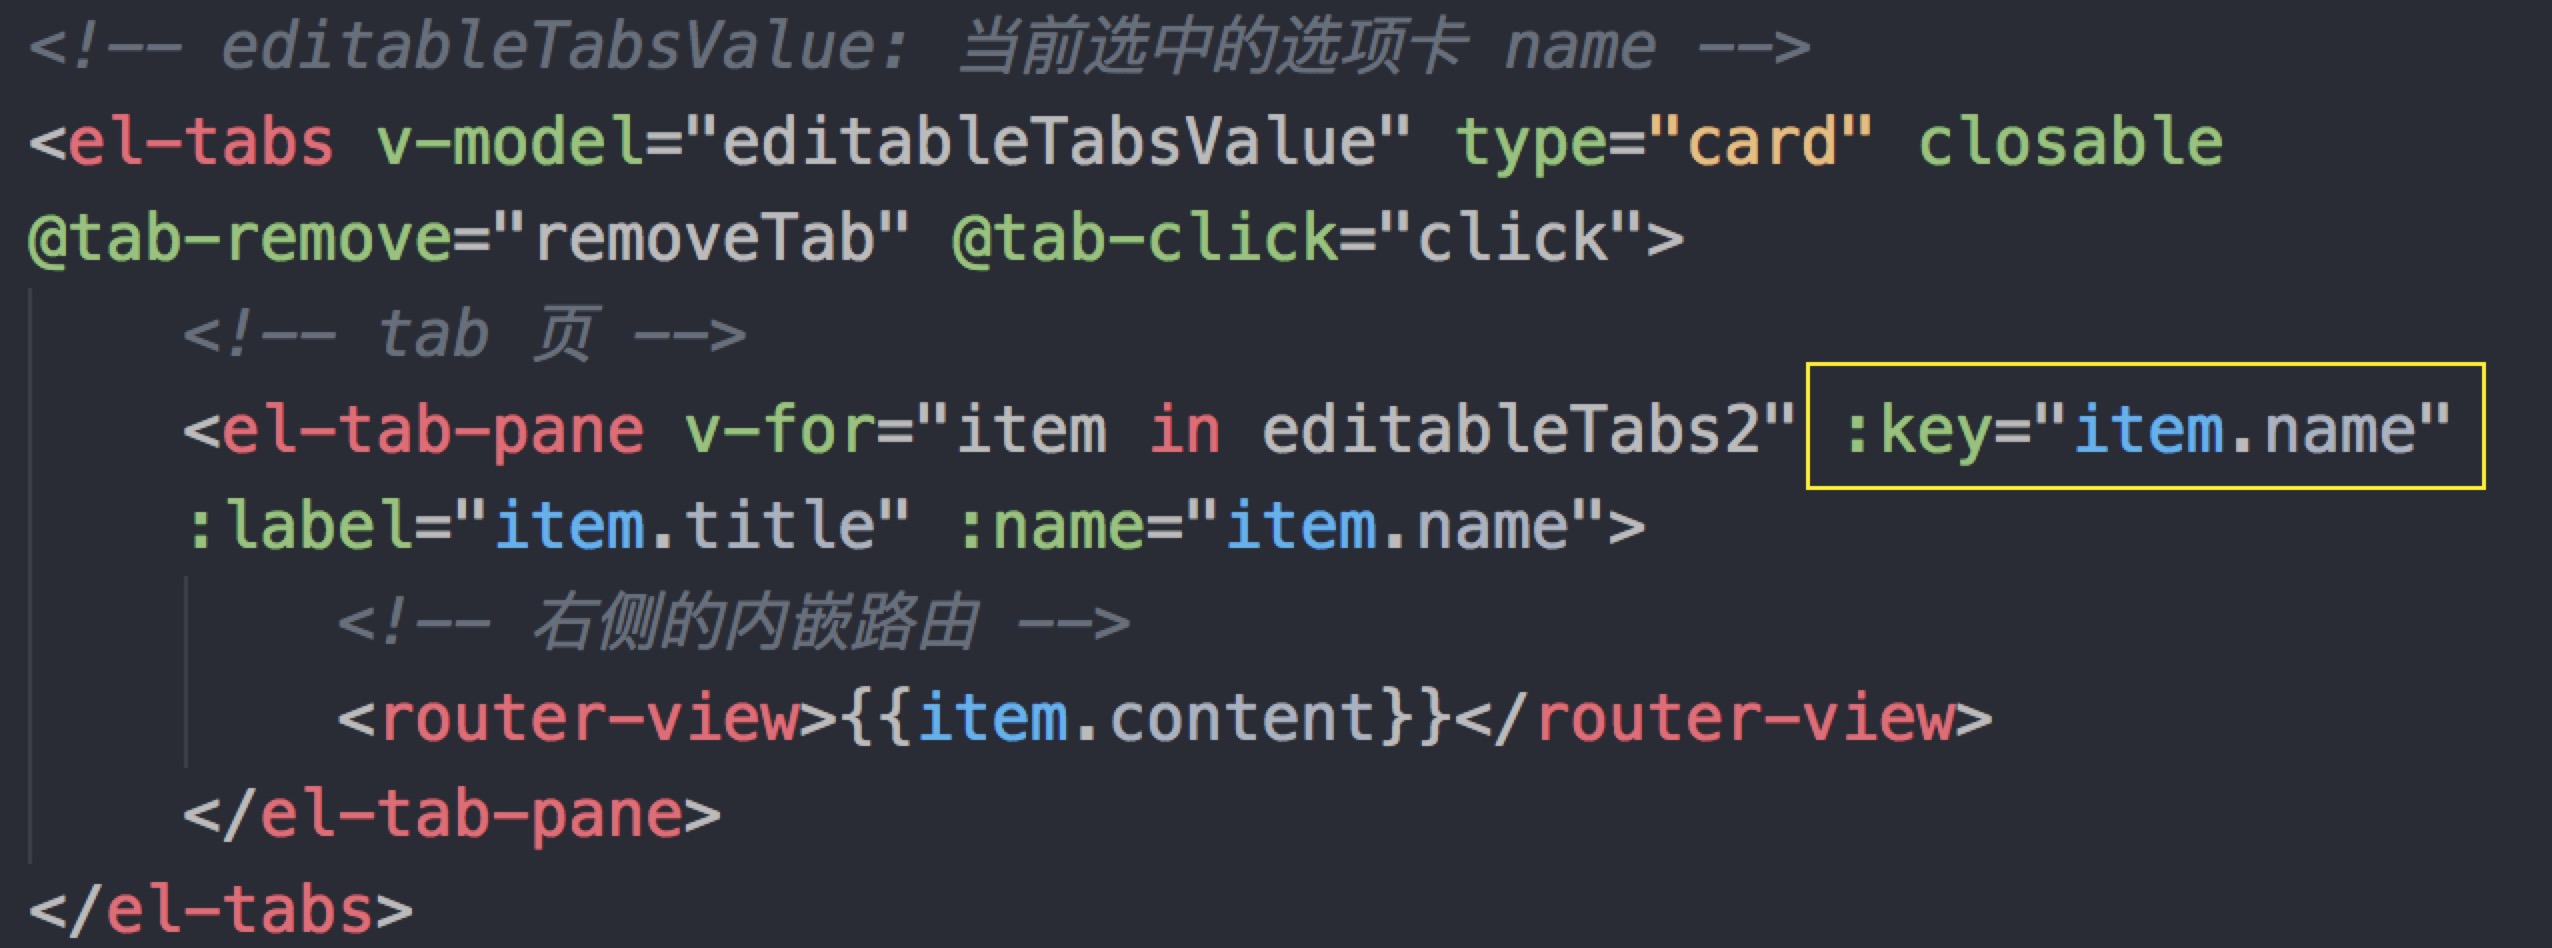 <!-- editableTabsValue: 当前选中的选项卡 name -->
<el-tabs v-model="editableTabsValue" type="card" closable
@tab-remove="removeTab" @tab-click="click">
<!-- tab 页 -->
<el-tab-pane v-for="item in editableTabs2" :key="item.name"
:label="item.title" :name="item.name">
<!-- 右侧的内嵌路由 -->
<router-view>{{item.content}}</router-view>
</el-tab-pane>
</el-tabs>